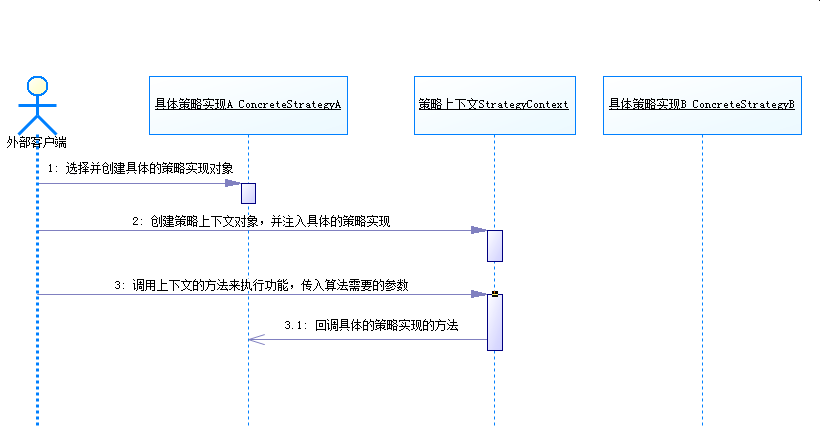 具体策略实现A ConcreteStrategyA
策略上下文StrategyContext
具体策略实现B ConcreteStrategyB
外部客户端
1: 选择并创建具体的策略实现对象
2: 创建策略上下文对象，并注入具体的策略实现
3: 调用上下文的方法来执行功能，传入算法需要的参数
3.1: 回调具体的策略实现的方法